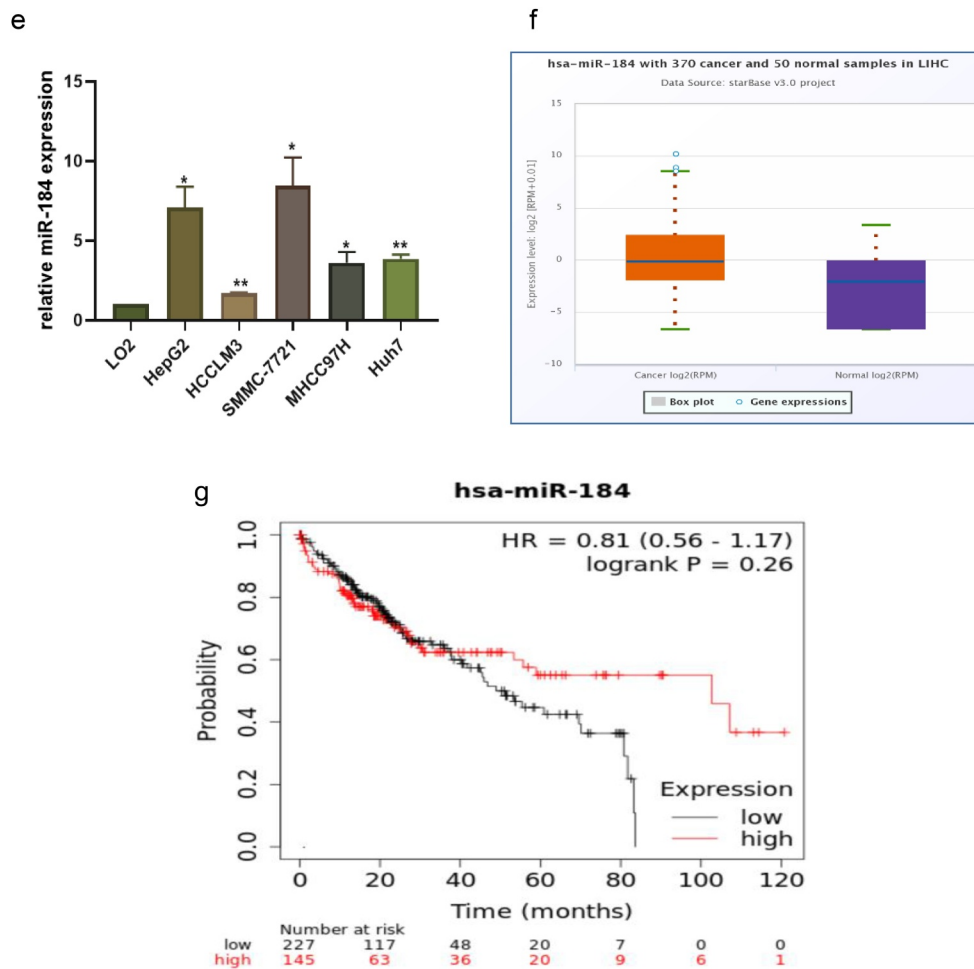 e
relative miR-184 expression
15
10
5
0
*
**
*
*
**
LO2
HepG2
HCCLM3
SMMC-7721
MHCC97H
Huh7
f
hsa-miR-184 with 370 cancer and 50 normal samples in LIHC
Data Source: starBase v3.0 project
Expression level: log2 [RPM+0.01]
15
10
5
0
−5
−10
Cancer log2(RPM) Normal log2(RPM)
Box plot Gene expressions
g
hsa-miR-184
HR = 0.81 (0.56 - 1.17)
logrank P = 0.26
Probability
1.0
0.8
0.6
0.4
0.2
0.0
Expression
low
high
0 20 40 60 80 100 120
Time (months)
Number at risk
low 227 117 48 20 7 0 0
high 145 63 36 20 9 6 1